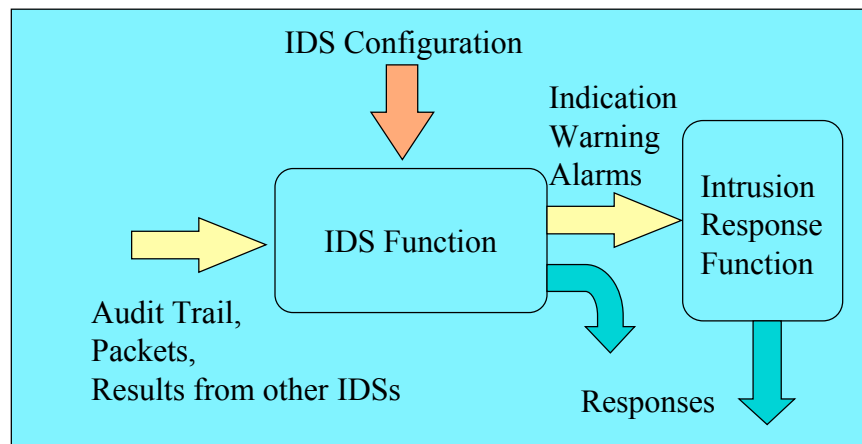 IDS Configuration
Indication
Warning
Alarms
IDS Function
Intrusion
Response
Function
Audit Trail,
Packets,
Results from other IDSs
Responses